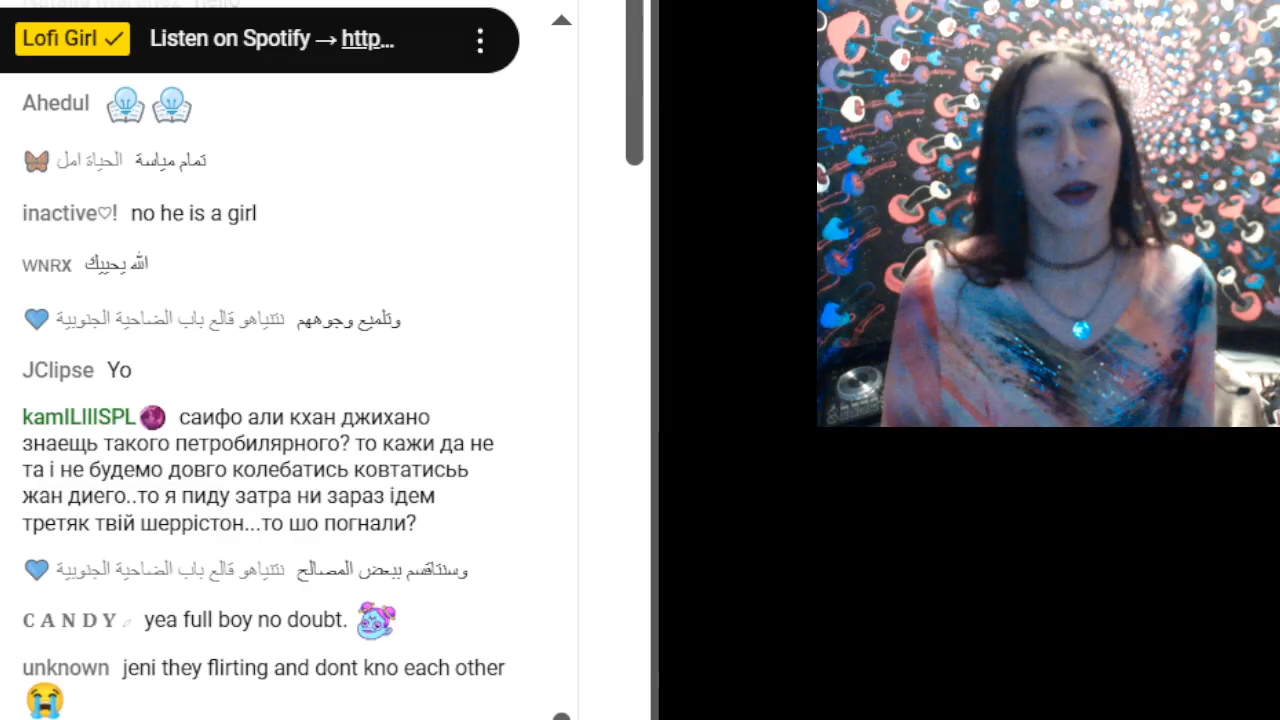 Lofi Girl ✓ Listen on Spotify → http...
Ahedul
الحياة امل تمام مياسة
inactive♡! no he is a girl
WNRX الله يحييك
نتنياهو قالع باب الضاحية الجنوبية وتلميع وجوههم
JClipse Yo
kamILIIISPL саифо али кхан джихано
знаещь такого петробилярного? то кажи да не
та і не будемо довго колебатись ковтатисьь
жан диего..то я пиду затра ни зараз ідем
третяк твій шеррістон...то шо погнали?
نتنياهو قالع باب الضاحية الجنوبية وسنتاقسم ببعض المصالح
C A N D Y yea full boy no doubt.
unknown jeni they flirting and dont kno each other